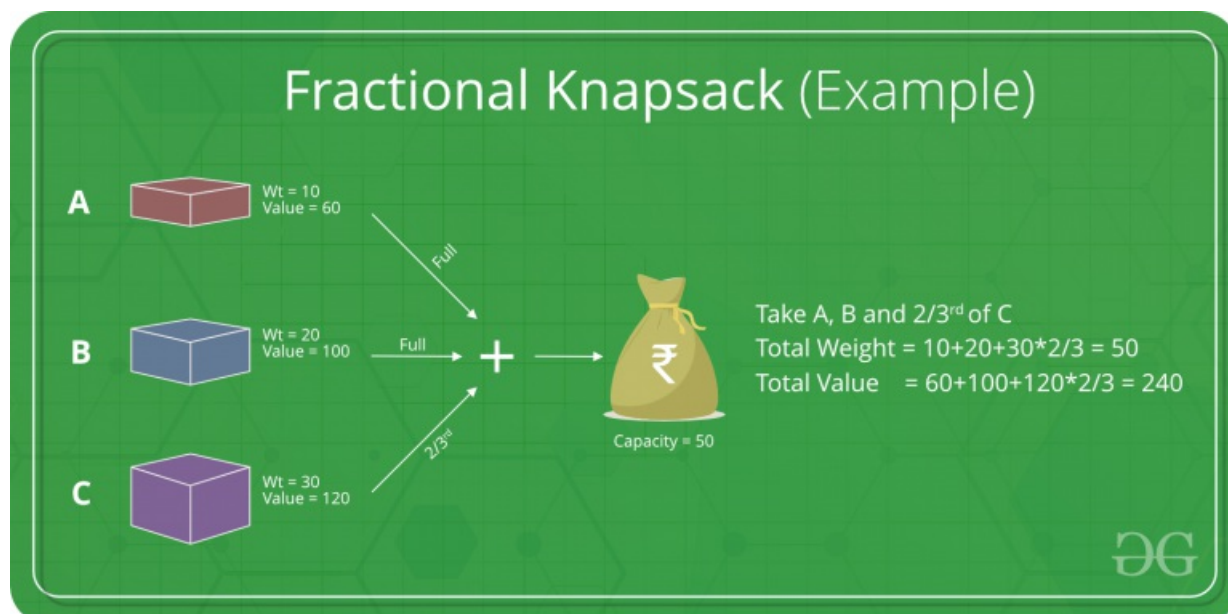 Fractional Knapsack (Example)
A
Wt = 10
Value = 60
Full
B
Wt = 20
Value = 100
Full
+
₹
Capacity = 50
C
Wt = 30
Value = 120
2/3rd
Take A, B and 2/3rd of C
Total Weight = 10+20+30*2/3 = 50
Total Value = 60+100+120*2/3 = 240
GG